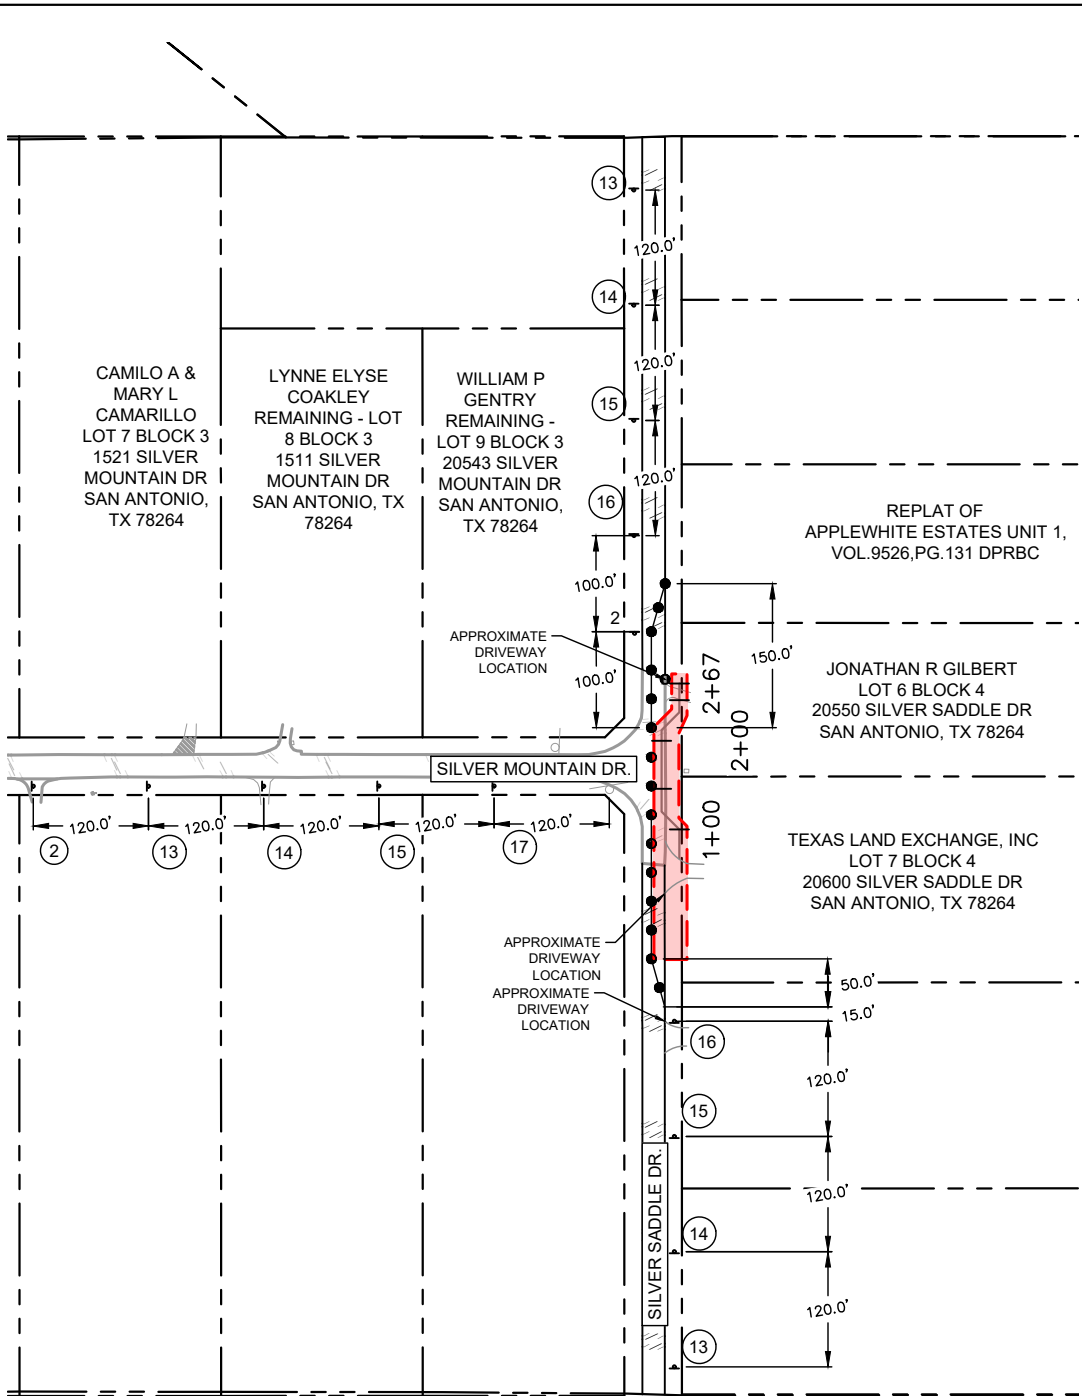 13
120.0'
14
120.0'
15
120.0'
16
100.0'
2
100.0'
CAMILO A &
MARY L
CAMARILLO
LOT 7 BLOCK 3
1521 SILVER
MOUNTAIN DR
SAN ANTONIO,
TX 78264
LYNNE ELYSE
COAKLEY
REMAINING - LOT
8 BLOCK 3
1511 SILVER
MOUNTAIN DR
SAN ANTONIO, TX
78264
WILLIAM P
GENTRY
REMAINING -
LOT 9 BLOCK 3
20543 SILVER
MOUNTAIN DR
SAN ANTONIO,
TX 78264
REPLAT OF
APPLEWHITE ESTATES UNIT 1,
VOL.9526,PG.131 DPRBC
APPROXIMATE
DRIVEWAY
LOCATION
150.0'
2+67
2+00
1+00
JONATHAN R GILBERT
LOT 6 BLOCK 4
20550 SILVER SADDLE DR
SAN ANTONIO, TX 78264
SILVER MOUNTAIN DR.
120.0'
120.0'
120.0'
120.0'
120.0'
2
13
14
15
17
TEXAS LAND EXCHANGE, INC
LOT 7 BLOCK 4
20600 SILVER SADDLE DR
SAN ANTONIO, TX 78264
APPROXIMATE
DRIVEWAY
LOCATION
APPROXIMATE
DRIVEWAY
LOCATION
50.0'
15.0'
16
120.0'
15
120.0'
14
120.0'
13
SILVER SADDLE DR.